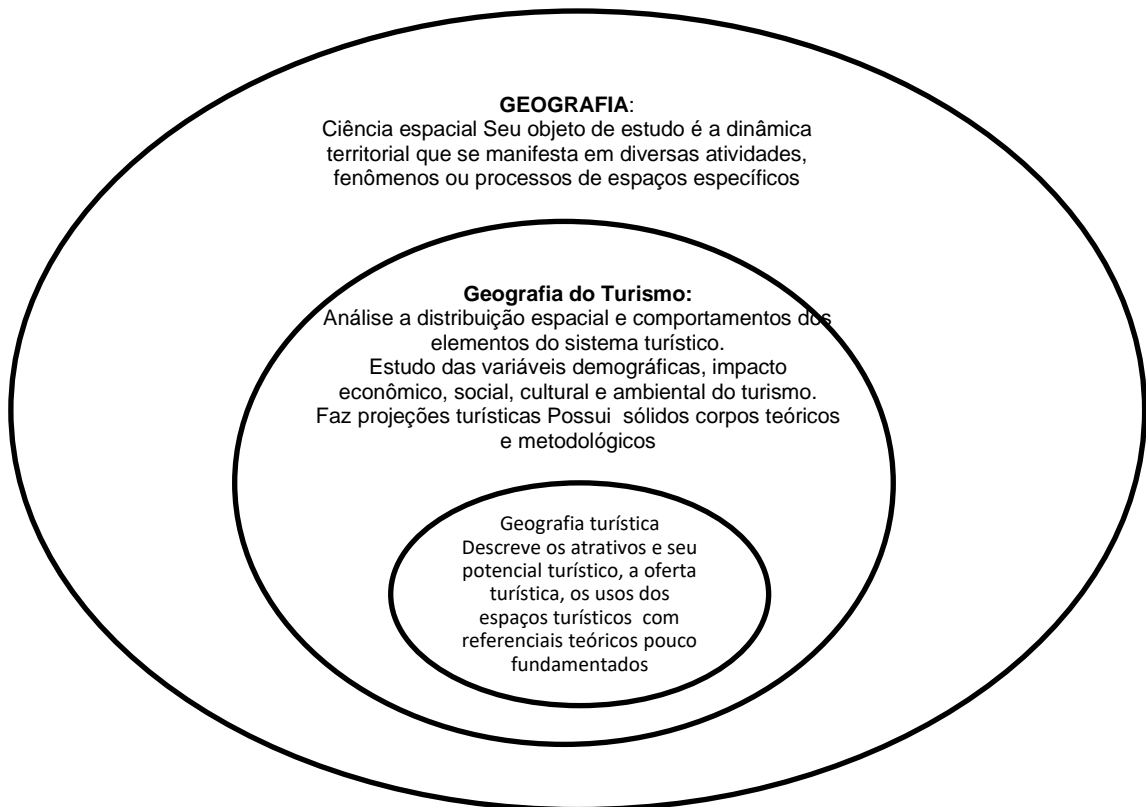 GEOGRAFIA:
Ciência espacial Seu objeto de estudo é a dinâmica
territorial que se manifesta em diversas atividades,
fenômenos ou processos de espaços específicos
Geografia do Turismo:
Análise a distribuição espacial e comportamentos dos
elementos do sistema turístico.
Estudo das variáveis demográficas, impacto
econômico, social, cultural e ambiental do turismo.
Faz projeções turísticas Possui sólidos corpos teóricos
e metodológicos
Geografia turística
Descreve os atrativos e seu
potencial turístico, a oferta
turística, os usos dos
espaços turísticos com
referenciais teóricos pouco
fundamentados